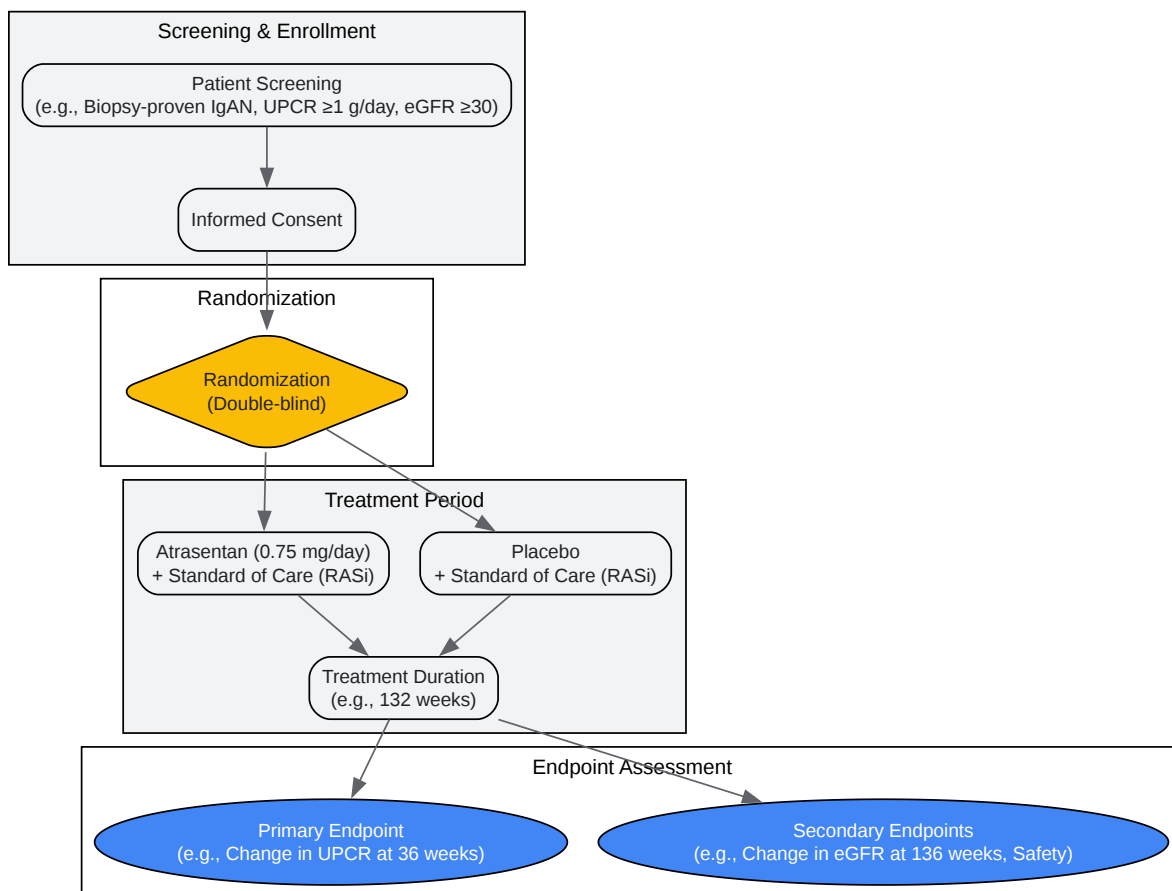 Screening & Enrollment
Patient Screening
(e.g., Biopsy-proven IgAN, UPCR ≥1 g/day, eGFR ≥30)
Informed Consent
Randomization
Randomization
(Double-blind)
Treatment Period
Atrasentan (0.75 mg/day)
+ Standard of Care (RASi)
Placebo
+ Standard of Care (RASi)
Treatment Duration
(e.g., 132 weeks)
Endpoint Assessment
Primary Endpoint
(e.g., Change in UPCR at 36 weeks)
Secondary Endpoints
(e.g., Change in eGFR at 136 weeks, Safety)